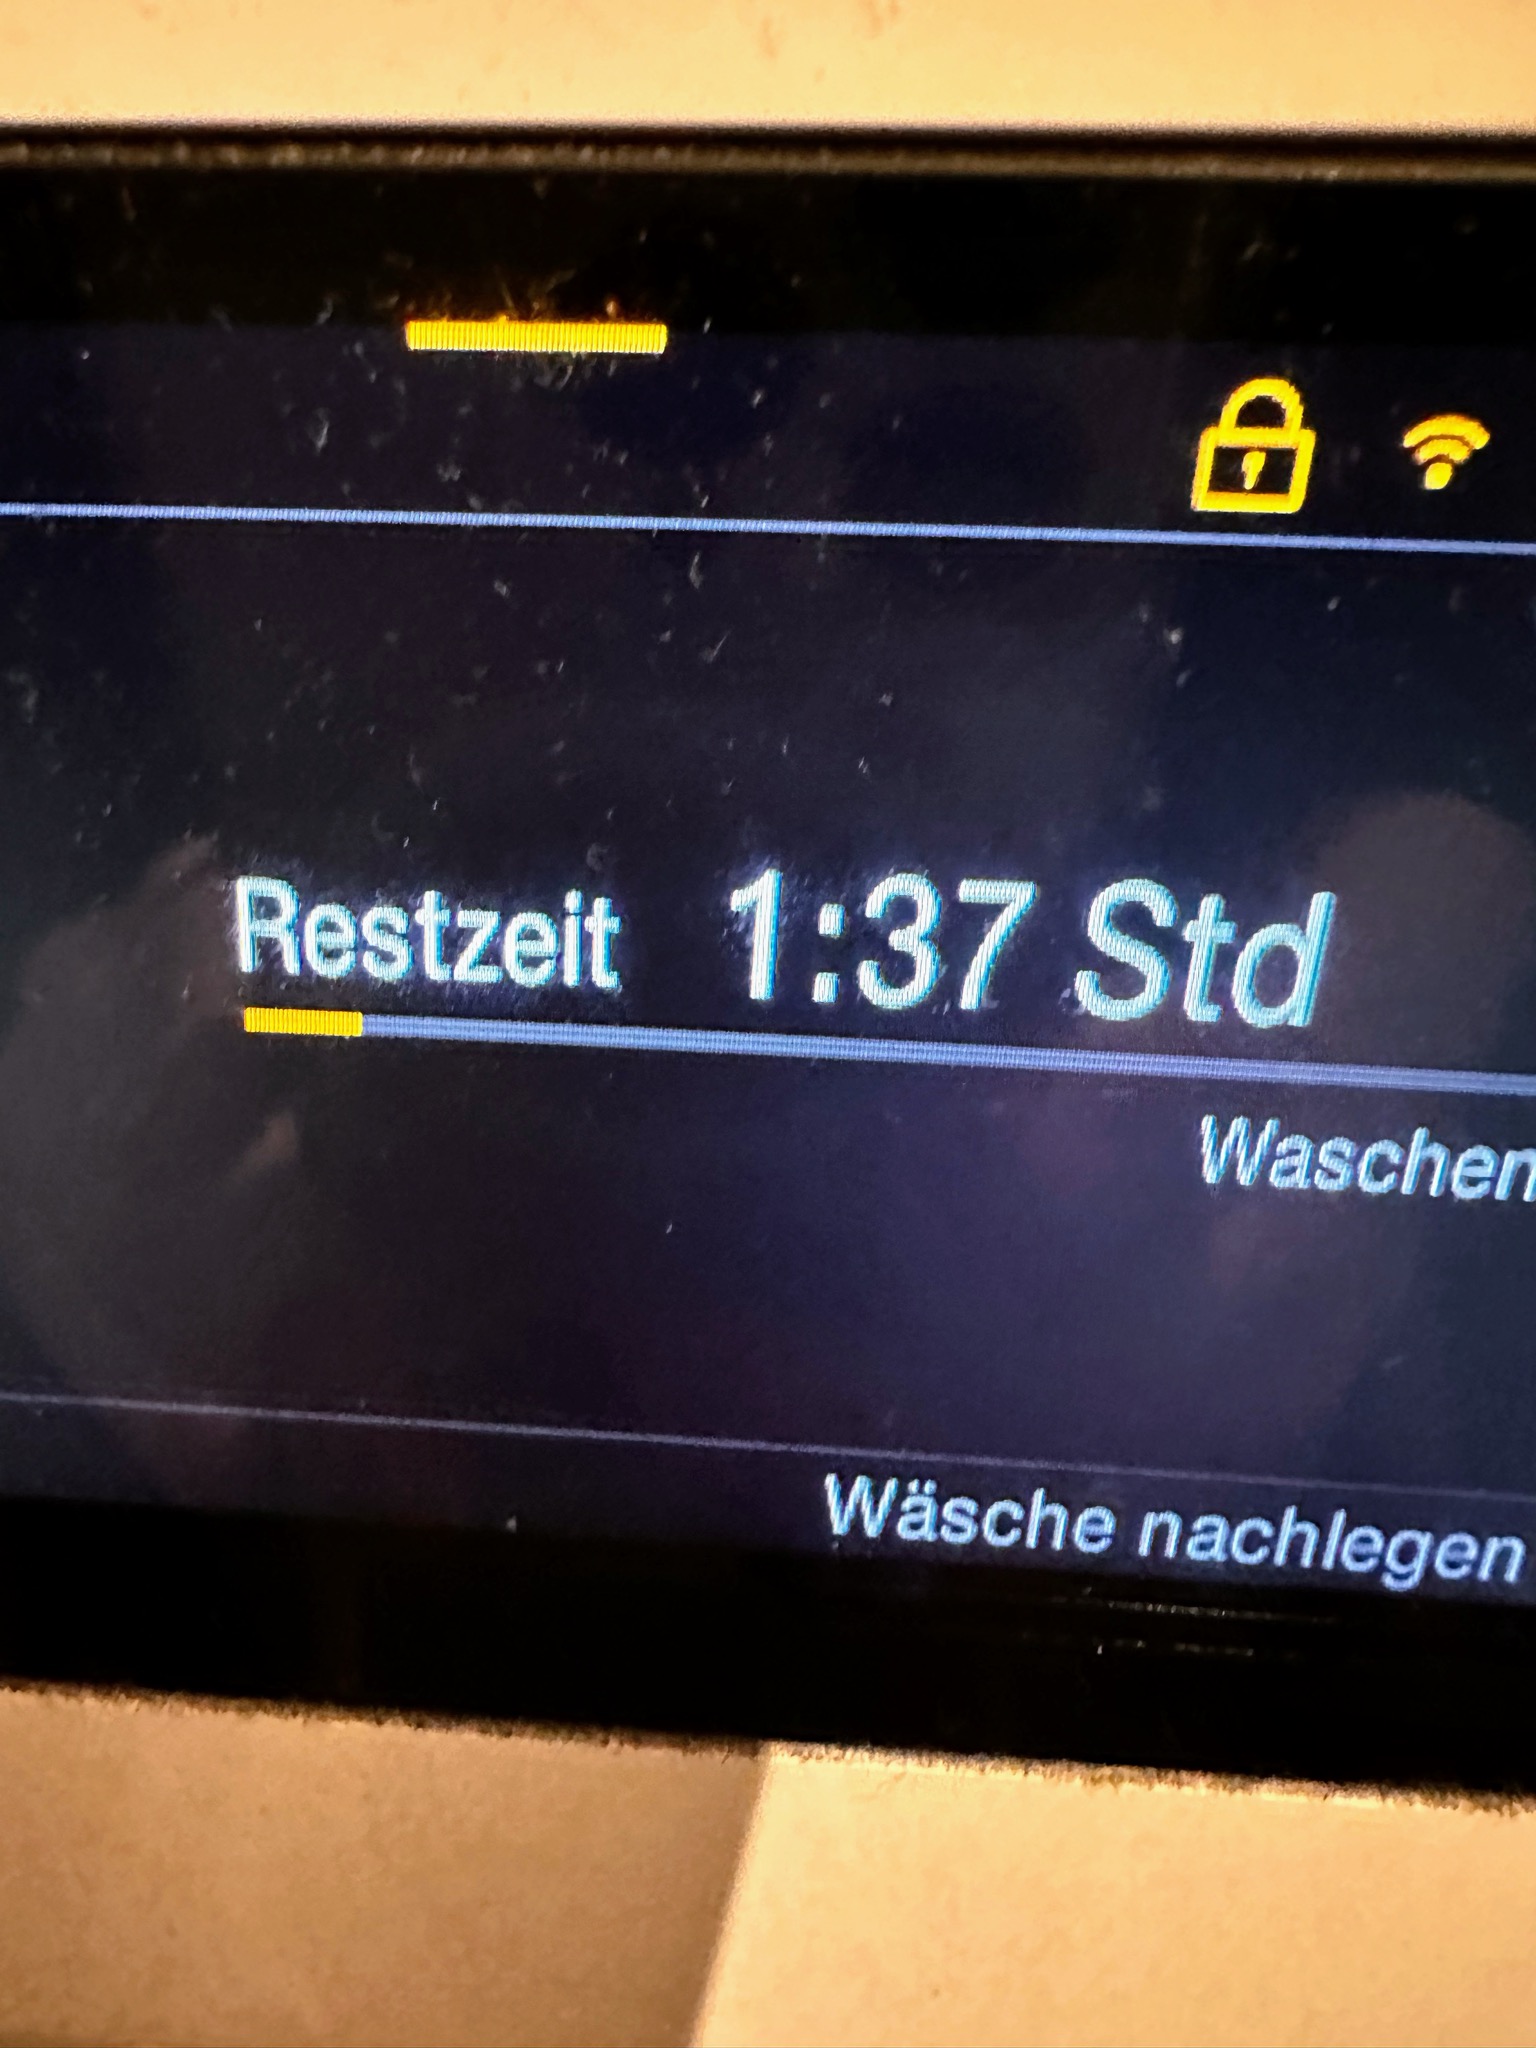 Restzeit 1:37 Std
Waschen
Wäsche nachlegen